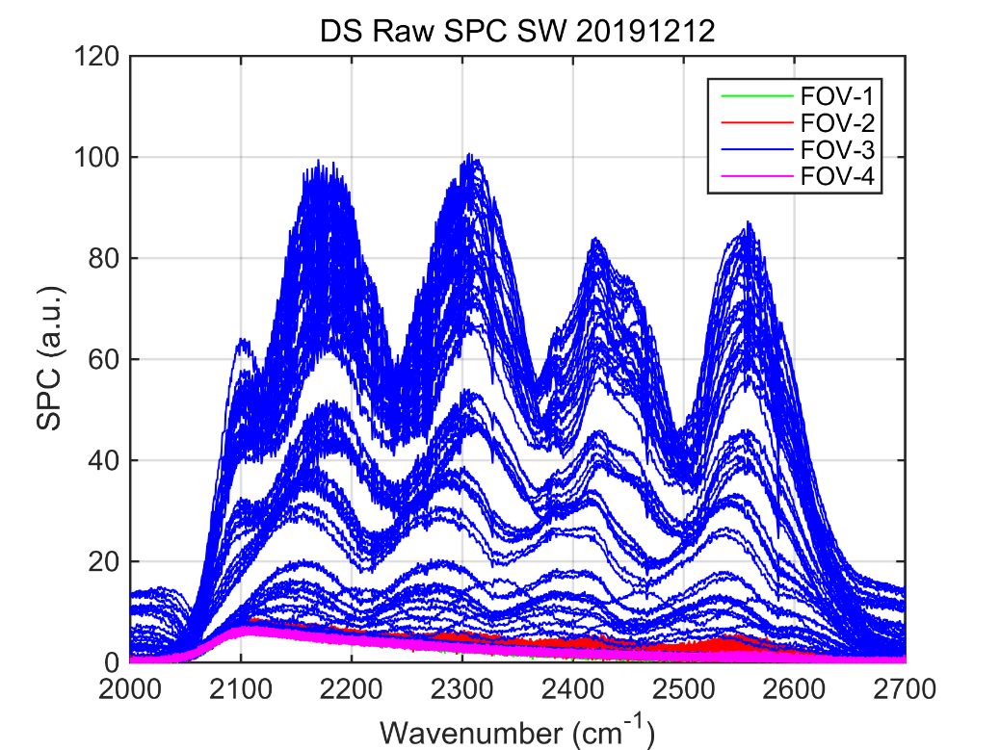 DS Raw SPC SW 20191212
120
100
80
60
40
20
0
SPC (a.u.)
FOV-1
FOV-2
FOV-3
FOV-4
2000 2100 2200 2300 2400 2500 2600 2700
Wavenumber (cm⁻¹)